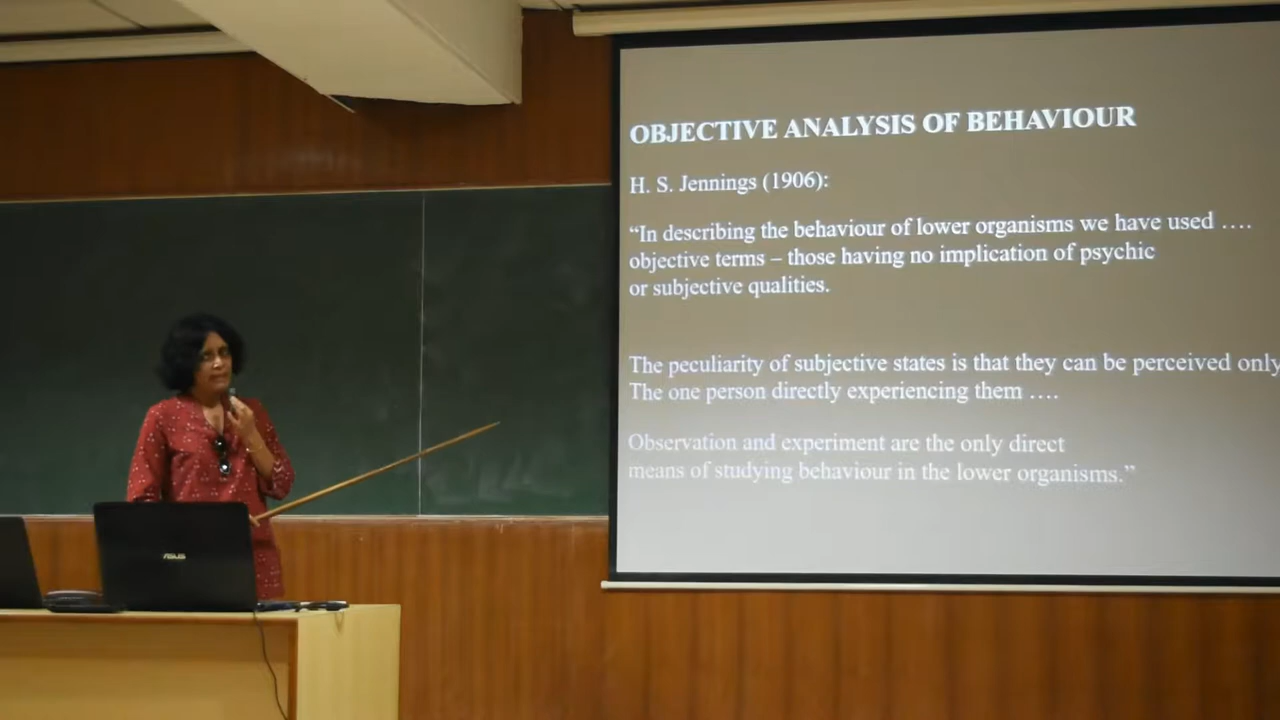 OBJECTIVE ANALYSIS OF BEHAVIOUR
H. S. Jennings (1906):
“In describing the behaviour of lower organisms we have used ….
objective terms – those having no implication of psychic
or subjective qualities.
The peculiarity of subjective states is that they can be perceived only
The one person directly experiencing them ….
Observation and experiment are the only direct
means of studying behaviour in the lower organisms.”
ASUS